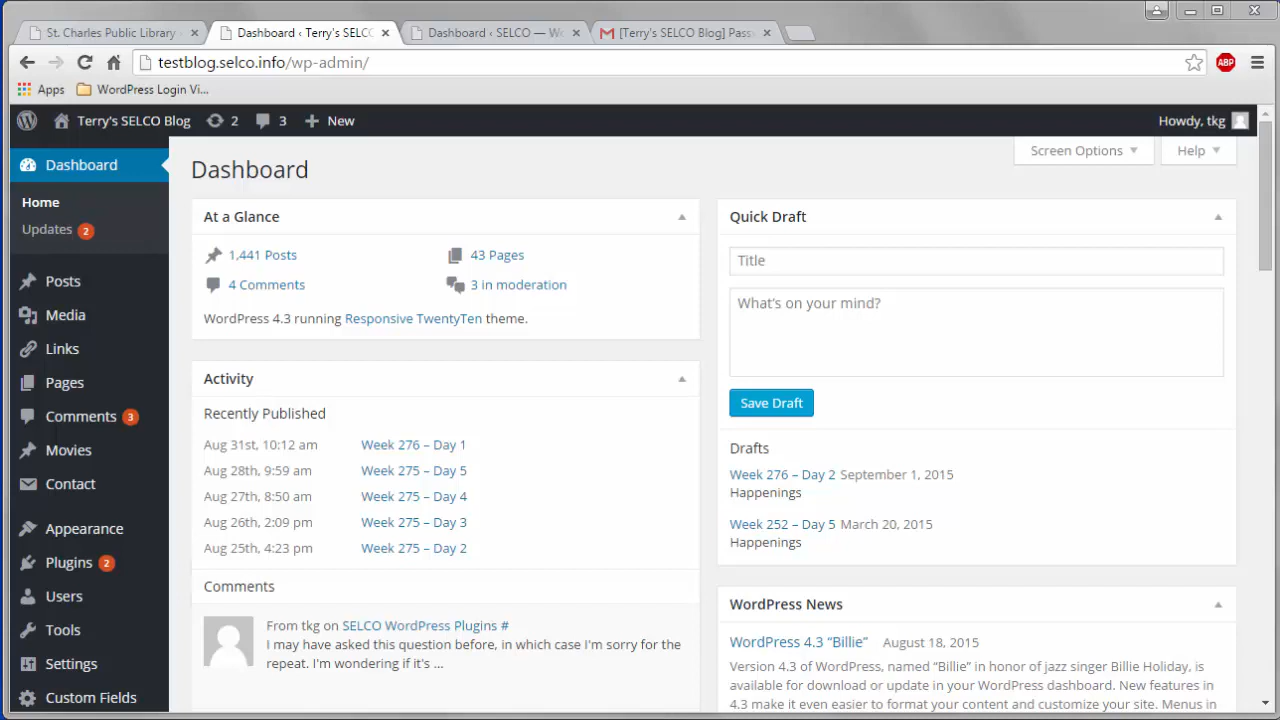 St. Charles Public Library
Dashboard ‹ Terry's SELC
Dashboard ‹ SELCO — W
[Terry's SELCO Blog] Pass
testblog.selco.info/wp-admin/
ABP
Apps
WordPress Login Vi...
Terry's SELCO Blog
2
3
New
Howdy, tkg
Dashboard
Home
Updates 2
Posts
Media
Links
Pages
Comments 3
Movies
Contact
Appearance
Plugins 2
Users
Tools
Settings
Custom Fields
Dashboard
Screen Options
Help
At a Glance
1,441 Posts
43 Pages
4 Comments
3 in moderation
WordPress 4.3 running Responsive TwentyTen theme.
Activity
Recently Published
Aug 31st, 10:12 am Week 276 – Day 1
Aug 28th, 9:59 am Week 275 – Day 5
Aug 27th, 8:50 am Week 275 – Day 4
Aug 26th, 2:09 pm Week 275 – Day 3
Aug 25th, 4:23 pm Week 275 – Day 2
Comments
From tkg on SELCO WordPress Plugins #
I may have asked this question before, in which case I'm sorry for the
repeat. I'm wondering if it's ...
Quick Draft
Title
What's on your mind?
Save Draft
Drafts
Week 276 – Day 2 September 1, 2015
Happenings
Week 252 – Day 5 March 20, 2015
Happenings
WordPress News
WordPress 4.3 “Billie” August 18, 2015
Version 4.3 of WordPress, named “Billie” in honor of jazz singer Billie Holiday, is
available for download or update in your WordPress dashboard. New features in
4.3 make it even easier to format your content and customize your site. Menus in